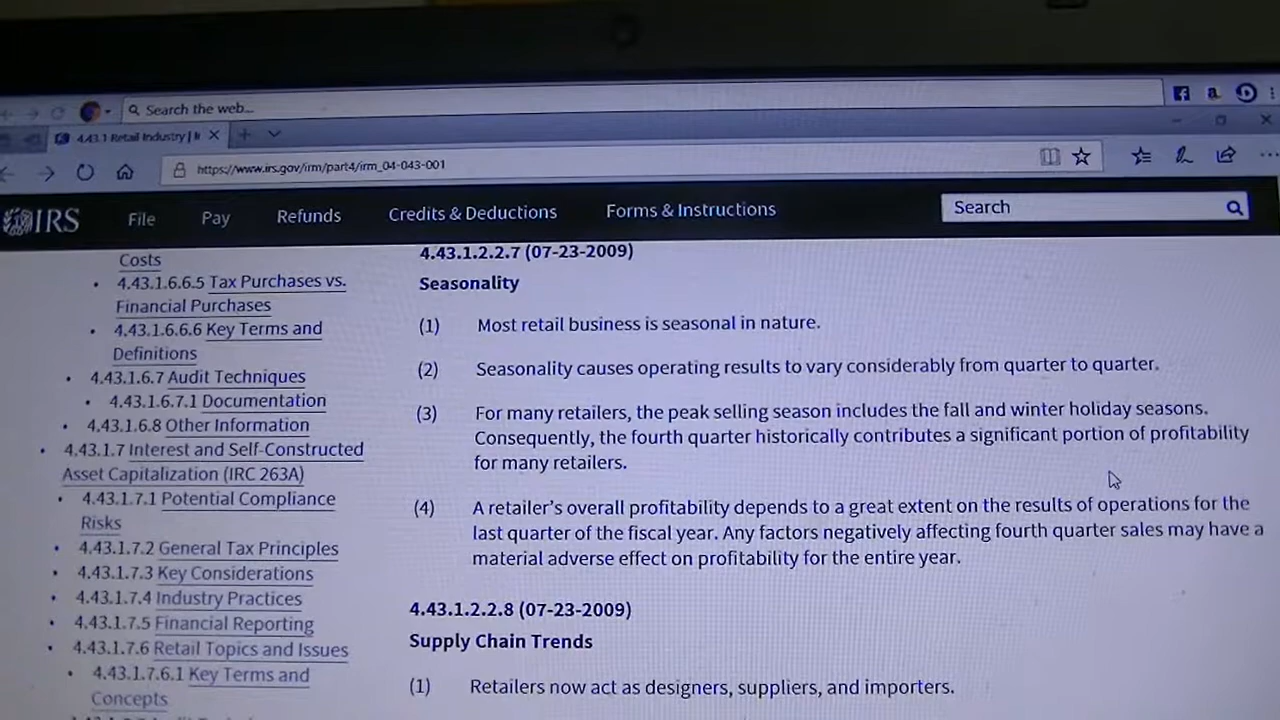 Search the web...
4.43.1 Retail Industry |
https://www.irs.gov/irm/part4/irm_04-043-001
IRS
File
Pay
Refunds
Credits & Deductions
Forms & Instructions
Search
Costs
4.43.1.6.6.5 Tax Purchases vs.
Financial Purchases
4.43.1.6.6.6 Key Terms and
Definitions
4.43.1.6.7 Audit Techniques
4.43.1.6.7.1 Documentation
4.43.1.6.8 Other Information
4.43.1.7 Interest and Self-Constructed
Asset Capitalization (IRC 263A)
4.43.1.7.1 Potential Compliance
Risks
4.43.1.7.2 General Tax Principles
4.43.1.7.3 Key Considerations
4.43.1.7.4 Industry Practices
4.43.1.7.5 Financial Reporting
4.43.1.7.6 Retail Topics and Issues
4.43.1.7.6.1 Key Terms and
Concepts
4.43.1.2.2.7 (07-23-2009)
Seasonality
(1) Most retail business is seasonal in nature.
(2) Seasonality causes operating results to vary considerably from quarter to quarter.
(3) For many retailers, the peak selling season includes the fall and winter holiday seasons.
Consequently, the fourth quarter historically contributes a significant portion of profitability
for many retailers.
(4) A retailer's overall profitability depends to a great extent on the results of operations for the
last quarter of the fiscal year. Any factors negatively affecting fourth quarter sales may have a
material adverse effect on profitability for the entire year.
4.43.1.2.2.8 (07-23-2009)
Supply Chain Trends
(1) Retailers now act as designers, suppliers, and importers.